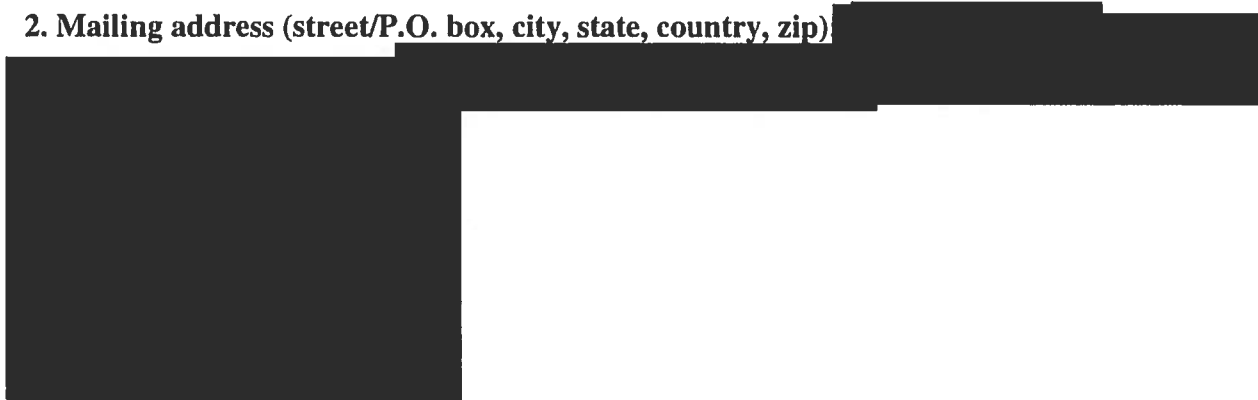 2. Mailing address (street/P.O. box, city, state, country, zip)